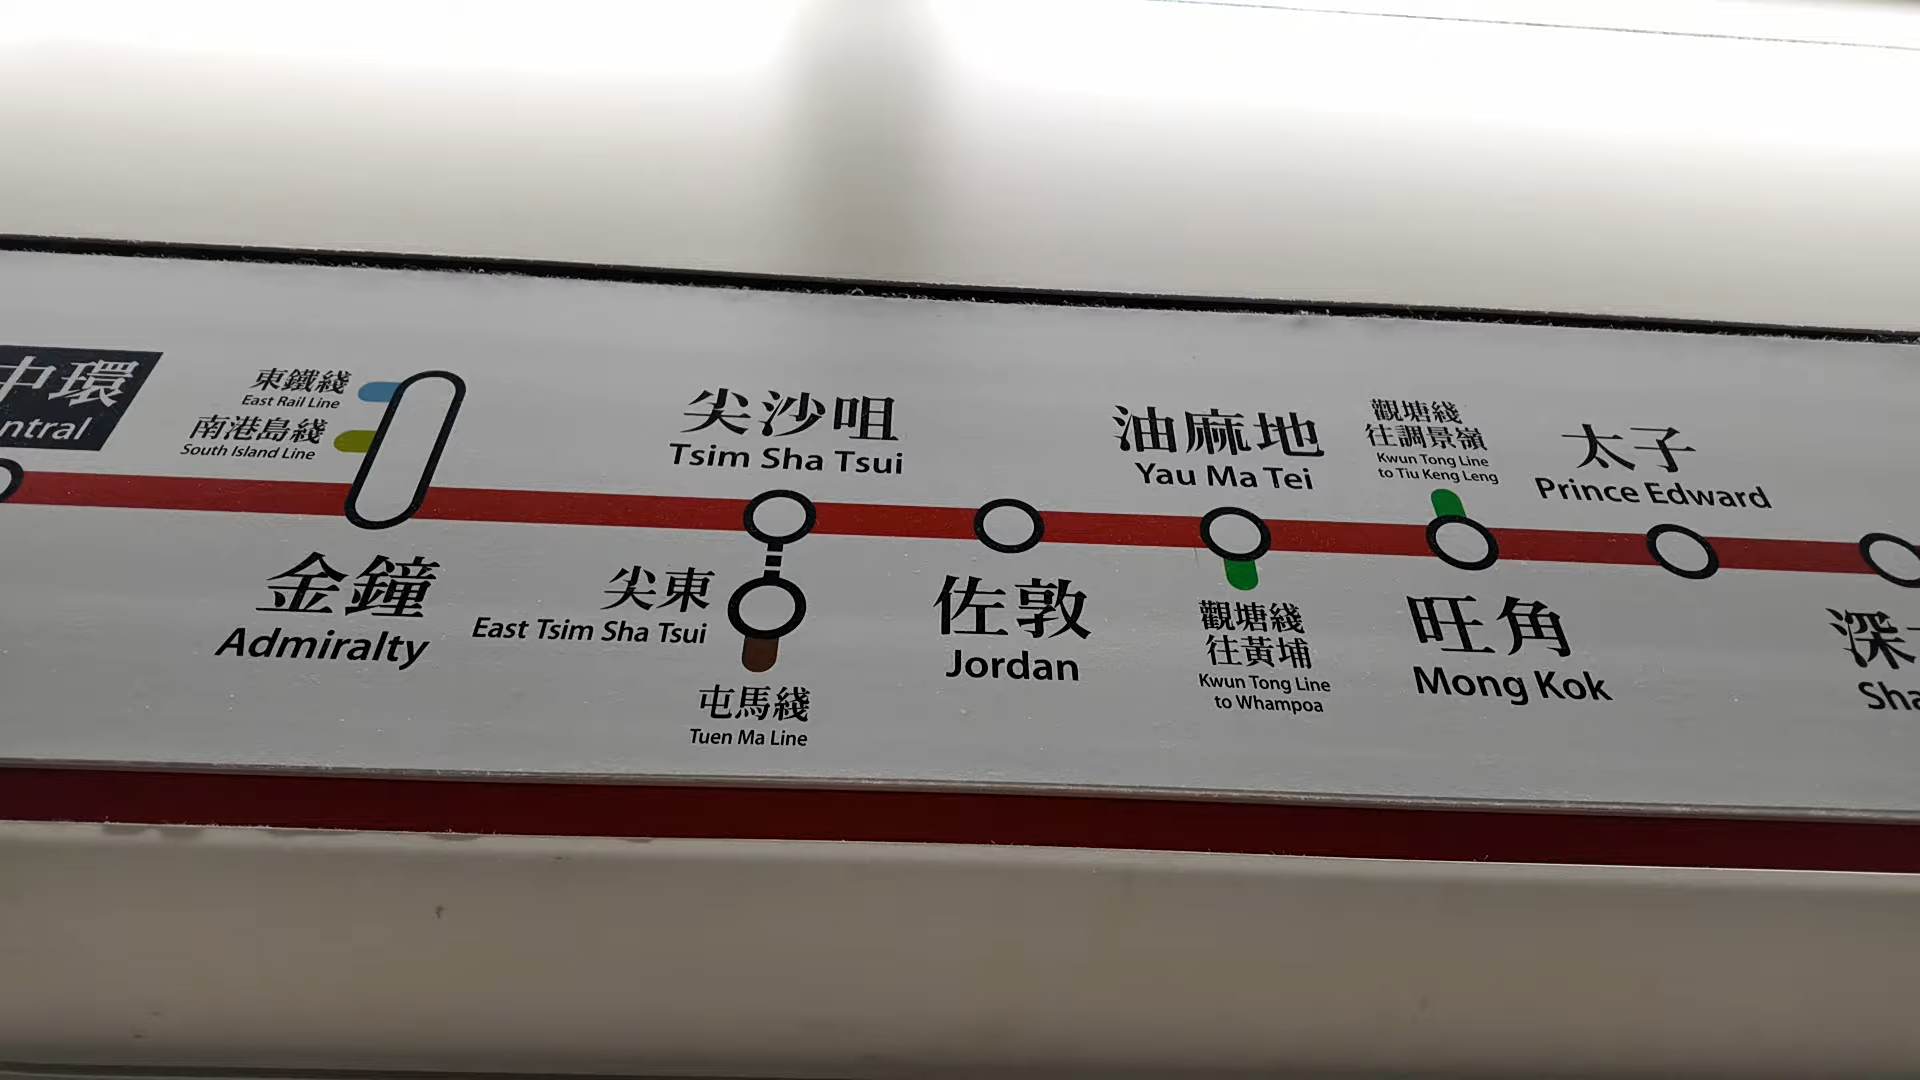 中環
ntral
東鐵綫
East Rail Line
南港島綫
South Island Line
金鐘
Admiralty
尖沙咀
Tsim Sha Tsui
尖東
East Tsim Sha Tsui
屯馬綫
Tuen Ma Line
佐敦
Jordan
油麻地
Yau Ma Tei
觀塘綫
往黃埔
Kwun Tong Line
to Whampoa
觀塘綫
往調景嶺
Kwun Tong Line
to Tiu Keng Leng
旺角
Mong Kok
太子
Prince Edward
深
Sha